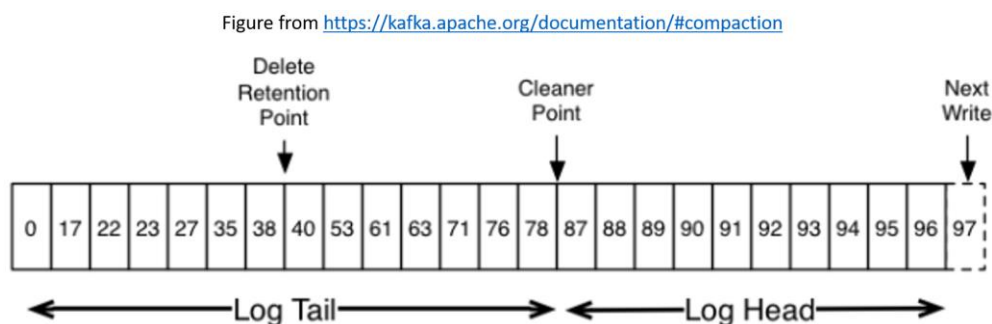 Figure from https://kafka.apache.org/documentation/#compaction
Delete
Retention
Point
Cleaner
Point
Next
Write
0 17 22 23 27 35 38 40 53 61 63 71 76 78 87 88 89 90 91 92 93 94 95 96 97
Log Tail Log Head